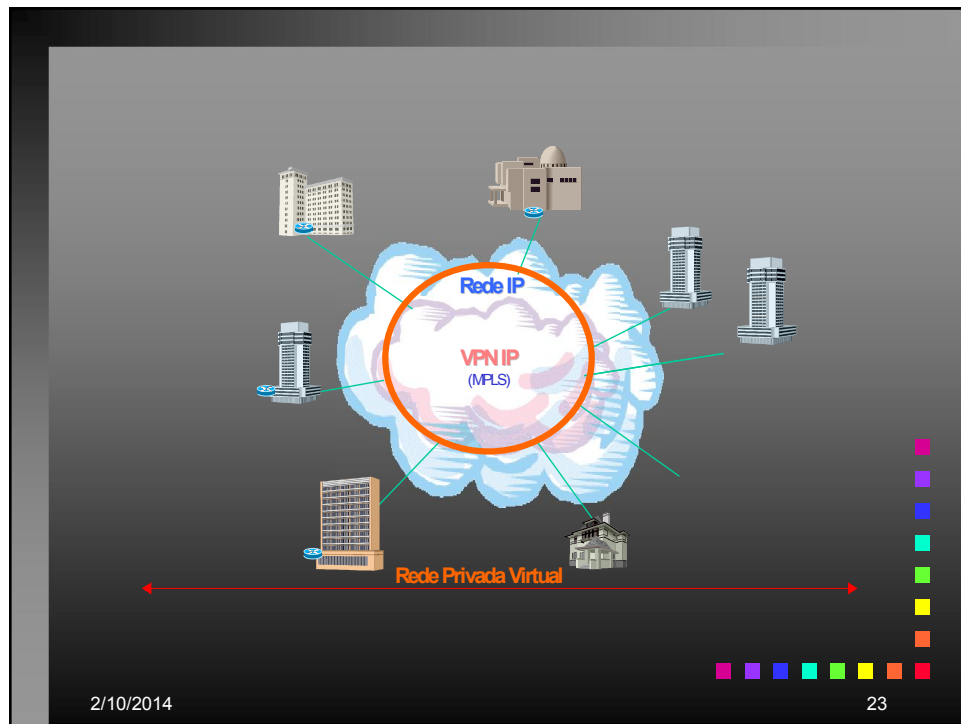 Rede IP
VPN IP
(MPLS)
Rede Privada Virtual
2/10/2014
23